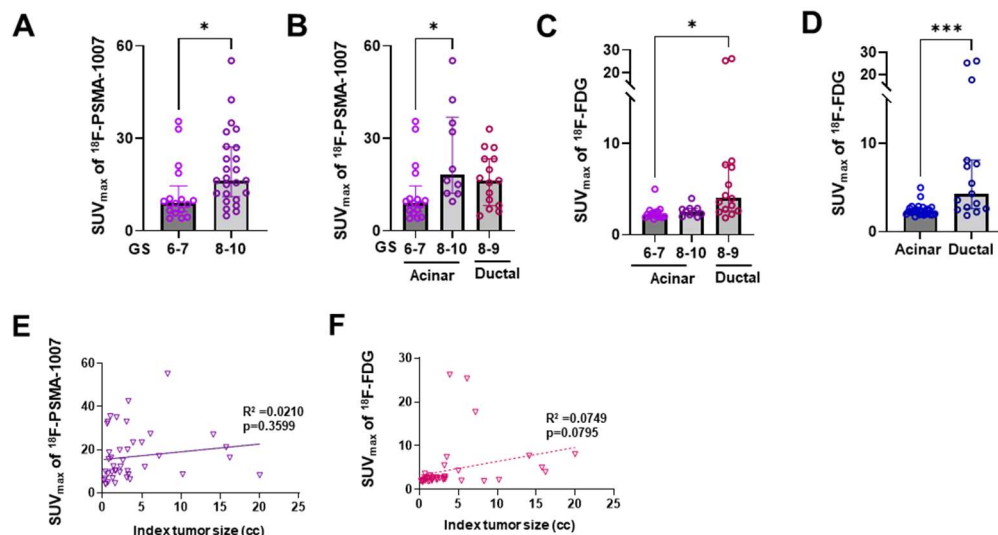 A
SUVmax of 18F-PSMA-1007
60
30
0
*
GS 6-7 8-10
B
SUVmax of 18F-PSMA-1007
60
30
0
*
GS 6-7 8-10 8-9
Acinar Ductal
C
SUVmax of 18F-FDG
30
20
10
0
*
6-7 8-10 8-9
Acinar Ductal
D
SUVmax of 18F-FDG
30
20
10
0
***
Acinar Ductal
E
SUVmax of 18F-PSMA-1007
60
40
20
0
R² =0.0210
p=0.3599
0 5 10 15 20 25
Index tumor size (cc)
F
SUVmax of 18F-FDG
30
20
10
0
R² =0.0749
p=0.0795
0 5 10 15 20 25
Index tumor size (cc)